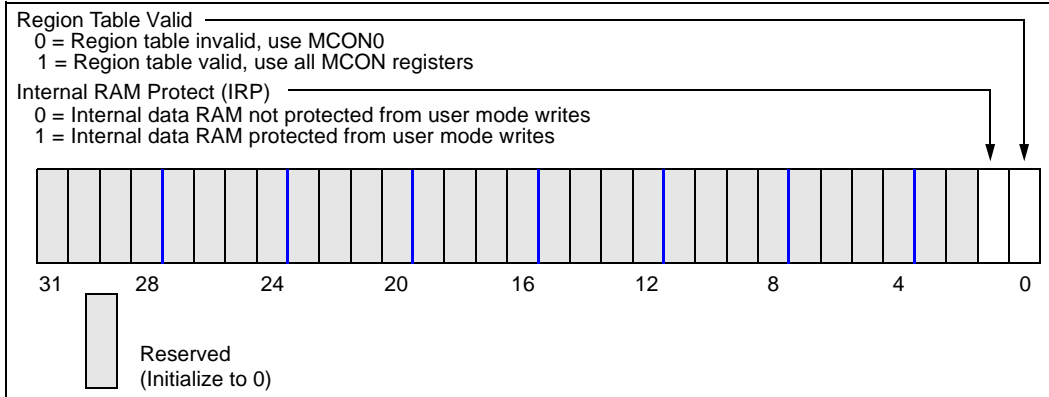 Region Table Valid
0 = Region table invalid, use MCON0
1 = Region table valid, use all MCON registers
Internal RAM Protect (IRP)
0 = Internal data RAM not protected from user mode writes
1 = Internal data RAM protected from user mode writes
31 28 24 20 16 12 8 4 0
Reserved
(Initialize to 0)